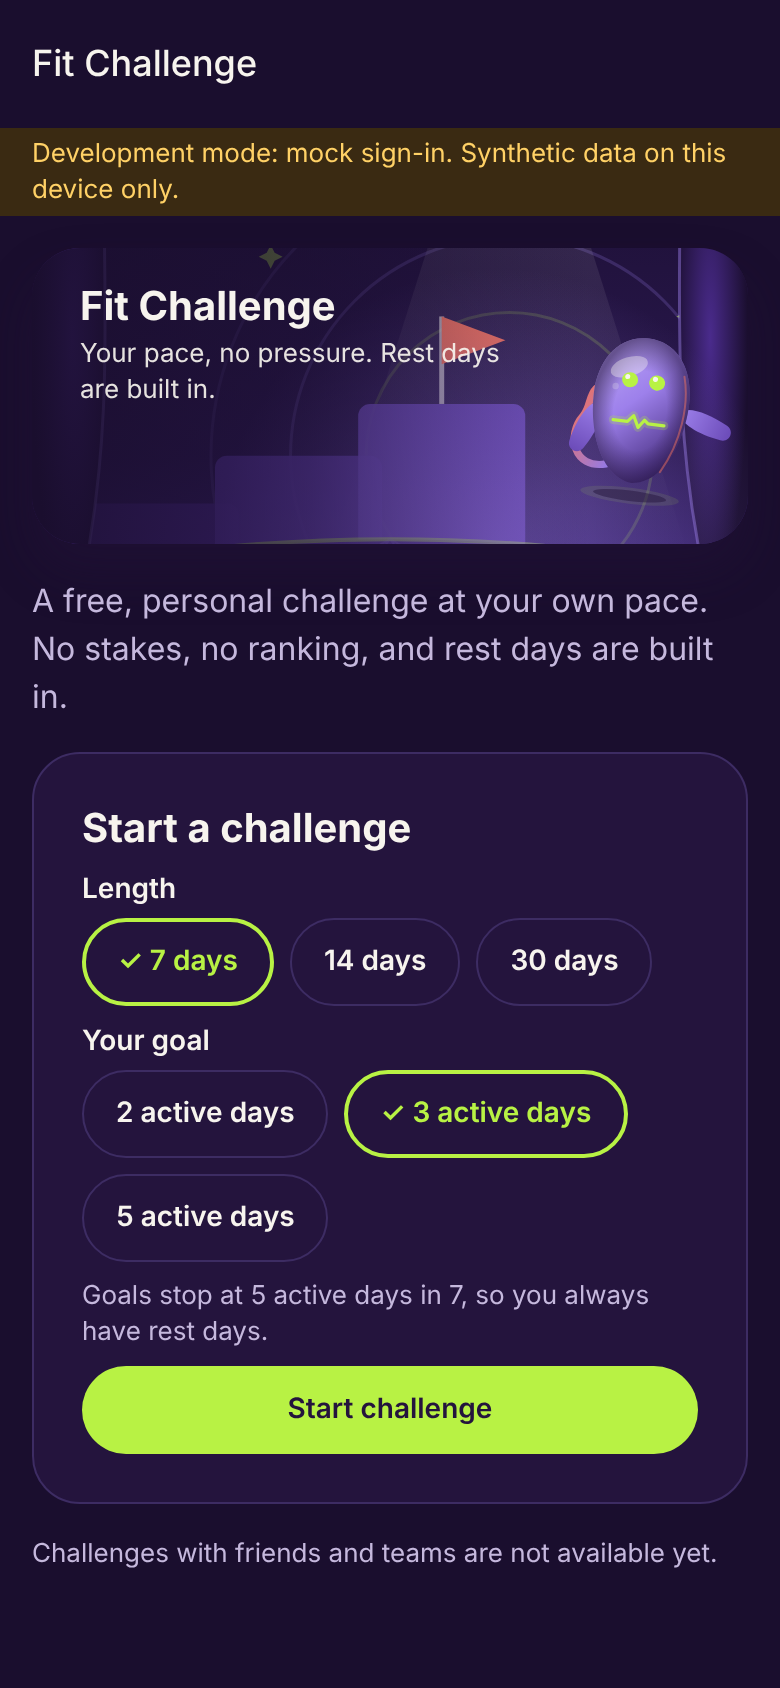 Fit Challenge
Development mode: mock sign-in. Synthetic data on this
device only.
Fit Challenge
Your pace, no pressure. Rest days
are built in.
A free, personal challenge at your own pace.
No stakes, no ranking, and rest days are built
in.
Start a challenge
Length
✓ 7 days 14 days 30 days
Your goal
2 active days ✓ 3 active days
5 active days
Goals stop at 5 active days in 7, so you always
have rest days.
Start challenge
Challenges with friends and teams are not available yet.